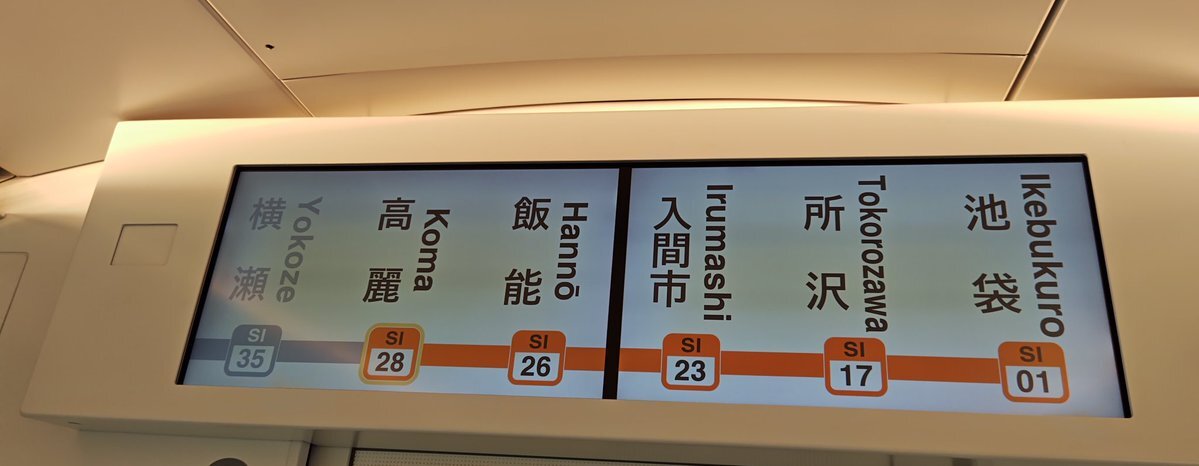 横瀬
Yokoze
SI
35
高麗
Koma
SI
28
飯能
Hannō
SI
26
入間市
Irumashi
SI
23
所沢
Tokorozawa
SI
17
池袋
Ikebukuro
SI
01